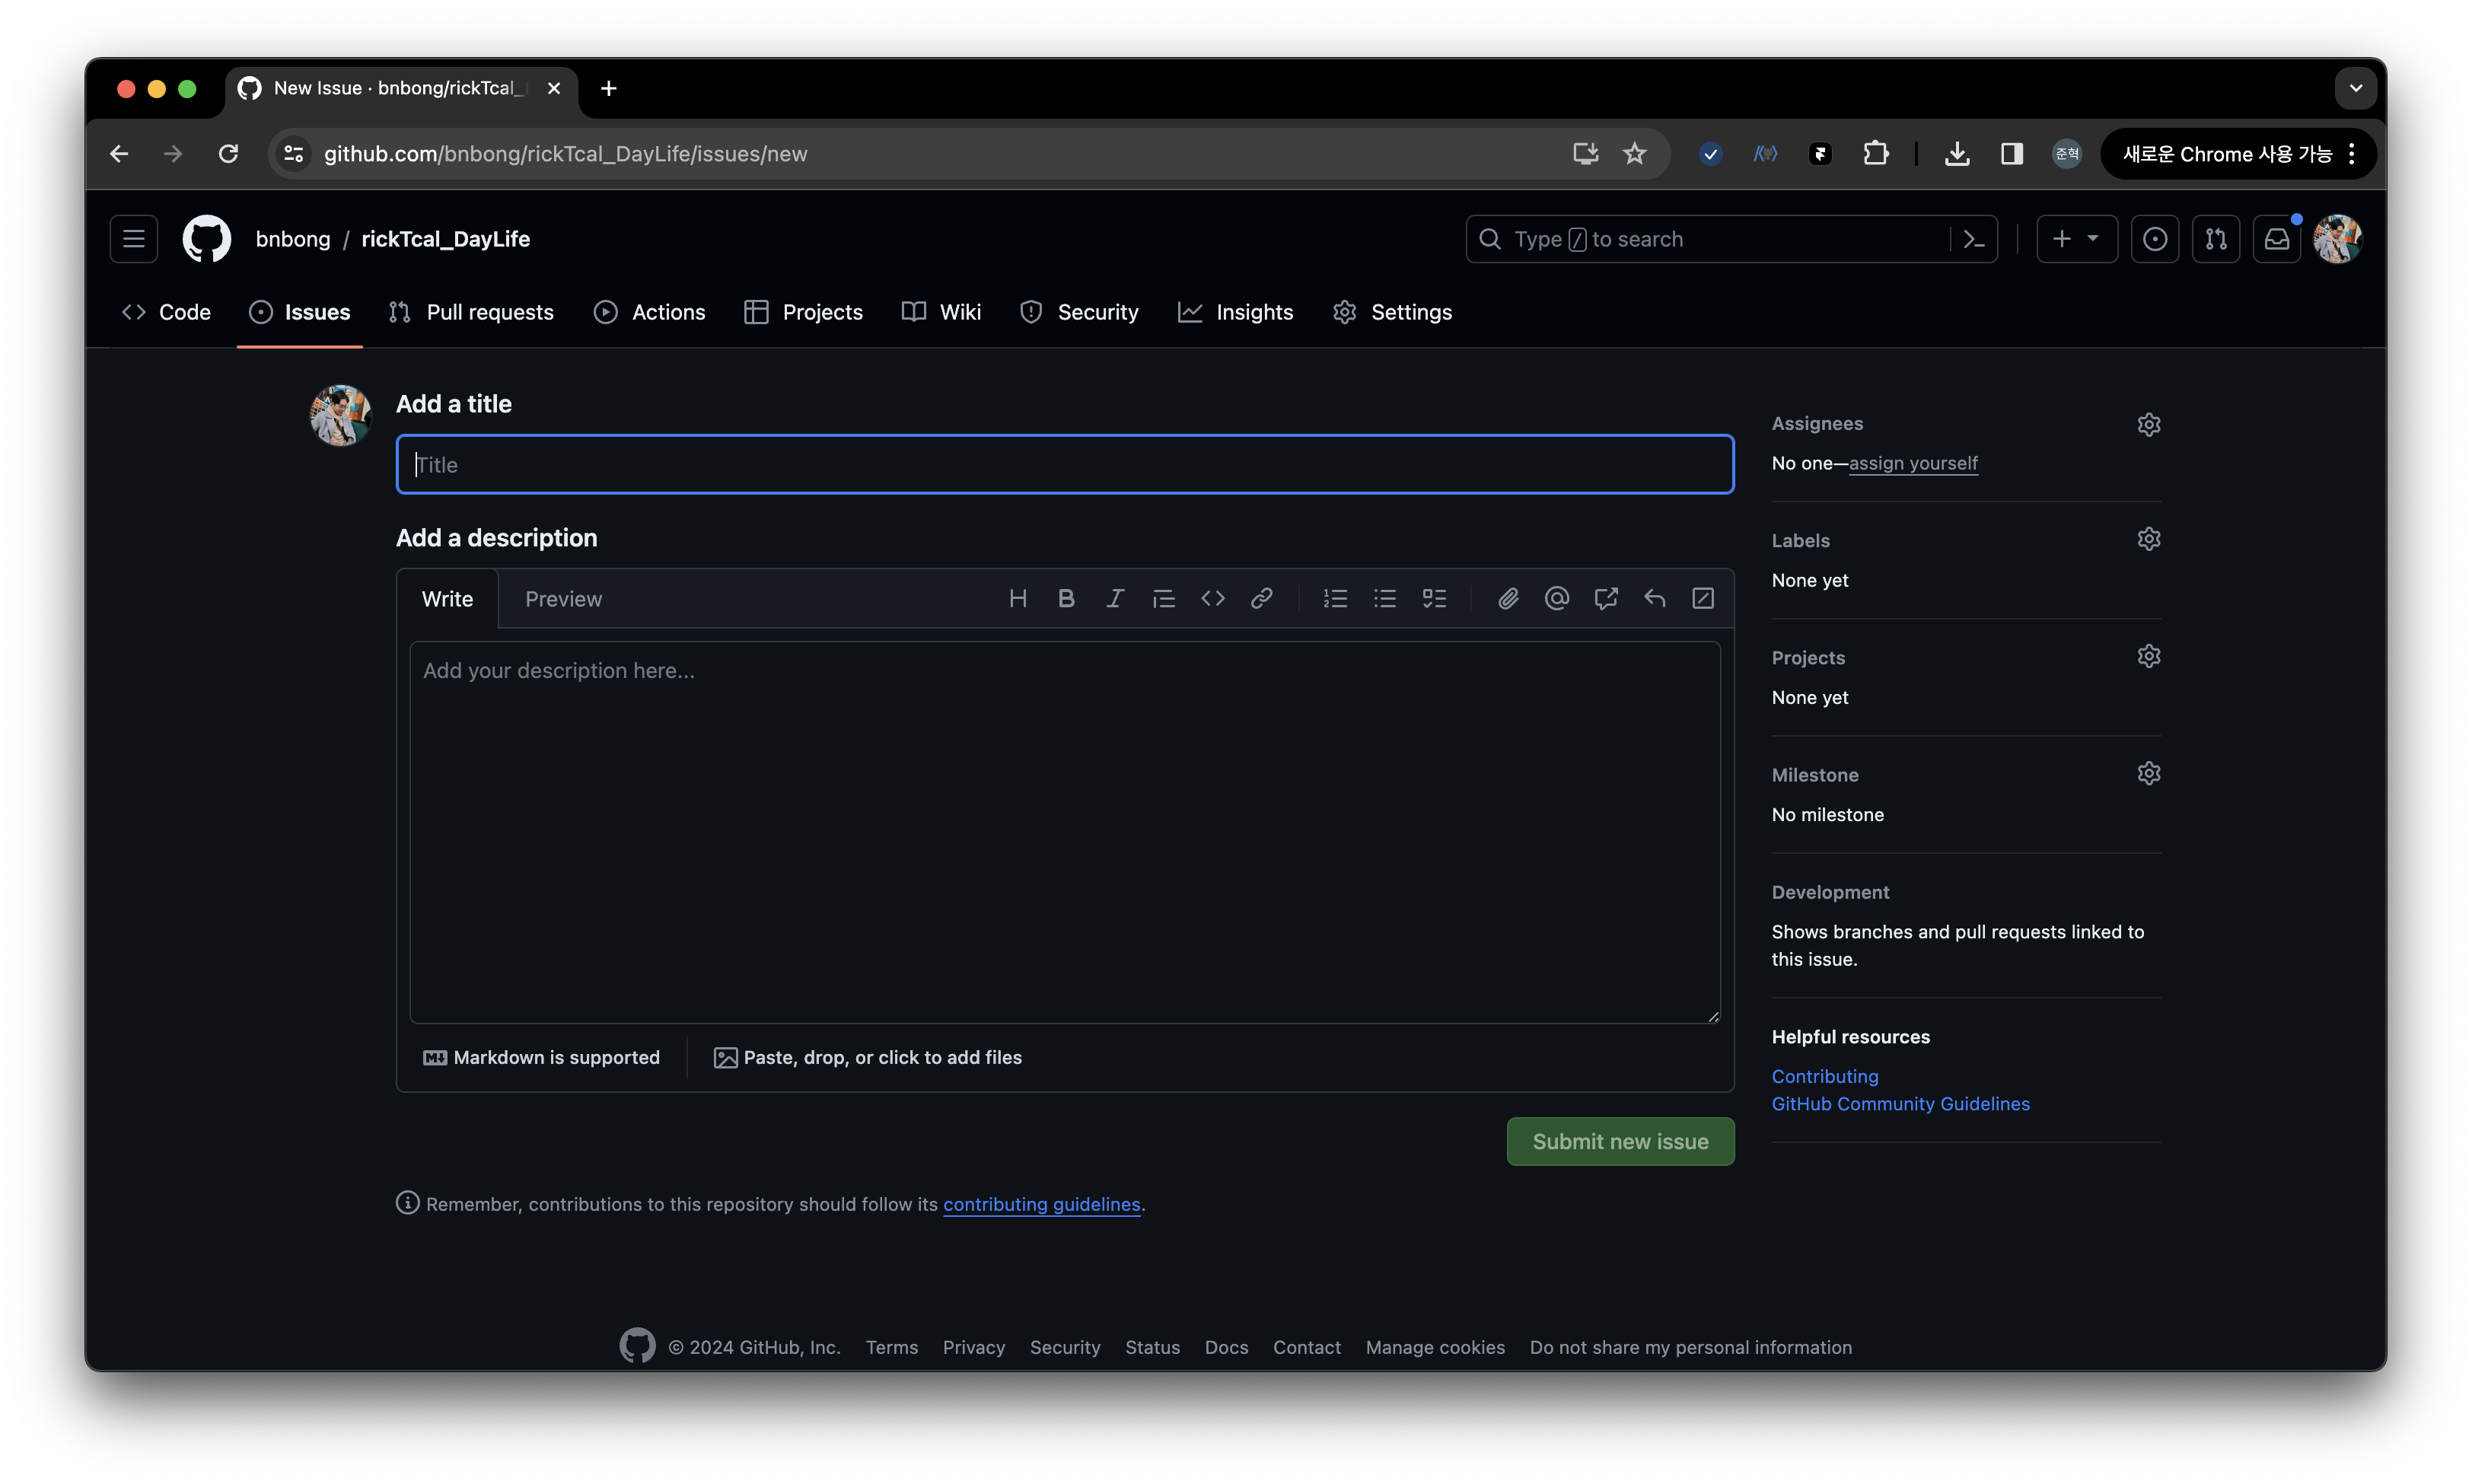 New Issue · bnbong/rickTcal_
github.com/bnbong/rickTcal_DayLife/issues/new
준혁
새로운 Chrome 사용 가능
bnbong / rickTcal_DayLife
Type / to search
Code
Issues
Pull requests
Actions
Projects
Wiki
Security
Insights
Settings
Add a title
Title
Add a description
Write
Preview
Add your description here...
Markdown is supported
Paste, drop, or click to add files
Submit new issue
Remember, contributions to this repository should follow its contributing guidelines.
Assignees
No one—assign yourself
Labels
None yet
Projects
None yet
Milestone
No milestone
Development
Shows branches and pull requests linked to
this issue.
Helpful resources
Contributing
GitHub Community Guidelines
© 2024 GitHub, Inc.
Terms
Privacy
Security
Status
Docs
Contact
Manage cookies
Do not share my personal information